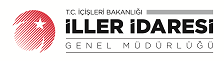 T.C. İÇİŞLERİ BAKANLIĞI
İLLER İDARESİ
GENEL MÜDÜRLÜĞÜ